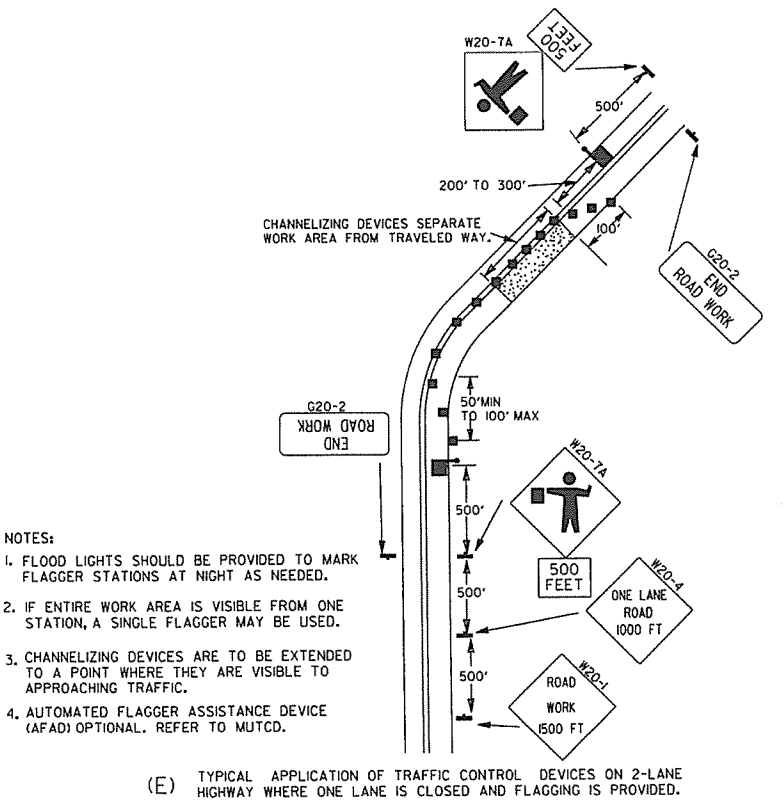 500
FEET
W20-7A
500'
200' TO 300'
CHANNELIZING DEVICES SEPARATE
WORK AREA FROM TRAVELED WAY.
100'
G20-2
END
ROAD WORK
50'MIN
TO 100' MAX
G20-2
END
ROAD WORK
W20-7A
500'
500
FEET
500'
W20-4
ONE LANE
ROAD
1000 FT
500'
W20-1
ROAD
WORK
1500 FT
NOTES:
1. FLOOD LIGHTS SHOULD BE PROVIDED TO MARK
FLAGGER STATIONS AT NIGHT AS NEEDED.
2. IF ENTIRE WORK AREA IS VISIBLE FROM ONE
STATION, A SINGLE FLAGGER MAY BE USED.
3. CHANNELIZING DEVICES ARE TO BE EXTENDED
TO A POINT WHERE THEY ARE VISIBLE TO
APPROACHING TRAFFIC.
4. AUTOMATED FLAGGER ASSISTANCE DEVICE
(AFAD) OPTIONAL. REFER TO MUTCD.
(E) TYPICAL APPLICATION OF TRAFFIC CONTROL DEVICES ON 2-LANE
HIGHWAY WHERE ONE LANE IS CLOSED AND FLAGGING IS PROVIDED.